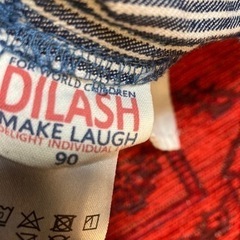 FOR WORLD CHILDREN
DILASH
MAKE LAUGH
DELIGHT INDIVIDUAL
90